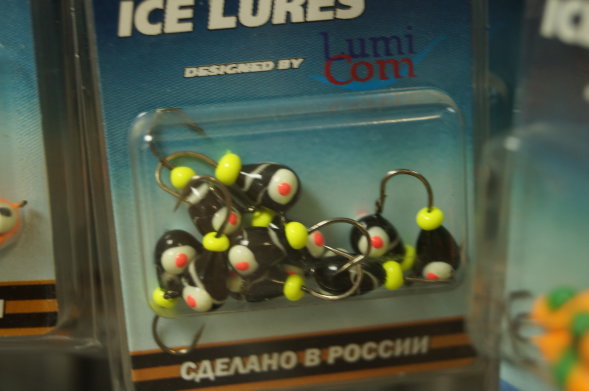 ICE LURES
DESIGNED BY
Lumi
Com
СДЕЛАНО В РОССИИ